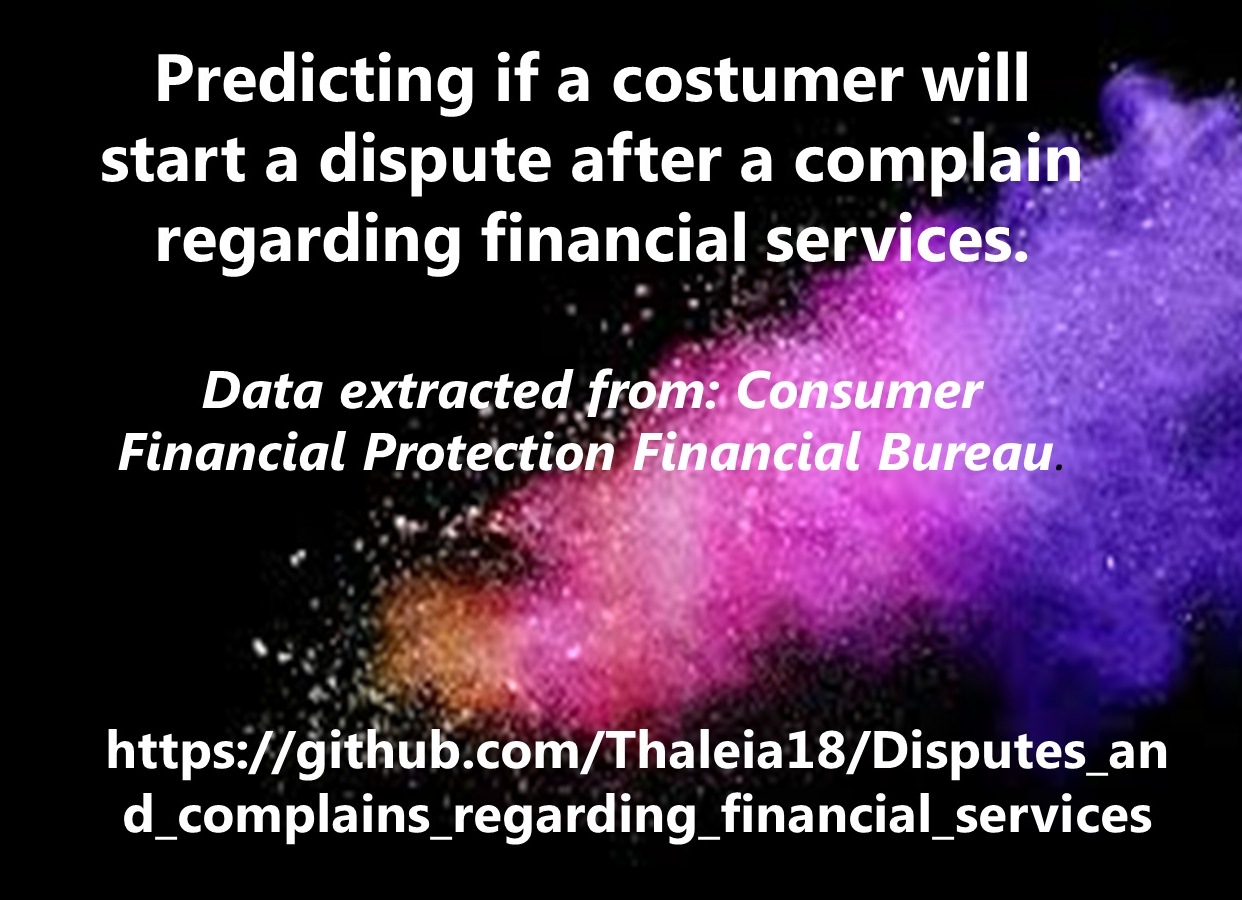 Predicting if a costumer will
start a dispute after a complain
regarding financial services.
Data extracted from: Consumer
Financial Protection Financial Bureau.
https://github.com/Thaleia18/Disputes_an
d_complains_regarding_financial_services